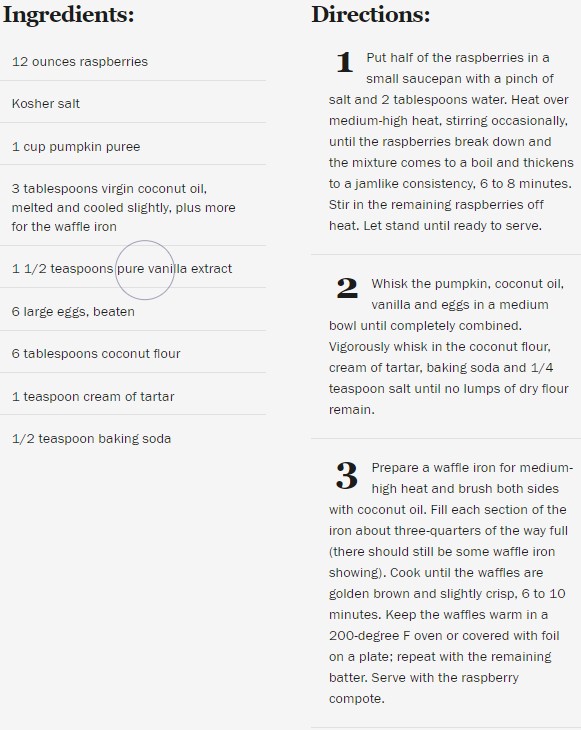 Ingredients:
12 ounces raspberries
Kosher salt
1 cup pumpkin puree
3 tablespoons virgin coconut oil,
melted and cooled slightly, plus more
for the waffle iron
1 1/2 teaspoons pure vanilla extract
6 large eggs, beaten
6 tablespoons coconut flour
1 teaspoon cream of tartar
1/2 teaspoon baking soda
Directions:
1 Put half of the raspberries in a
small saucepan with a pinch of
salt and 2 tablespoons water. Heat over
medium-high heat, stirring occasionally,
until the raspberries break down and
the mixture comes to a boil and thickens
to a jamlike consistency, 6 to 8 minutes.
Stir in the remaining raspberries off
heat. Let stand until ready to serve.
2 Whisk the pumpkin, coconut oil,
vanilla and eggs in a medium
bowl until completely combined.
Vigorously whisk in the coconut flour,
cream of tartar, baking soda and 1/4
teaspoon salt until no lumps of dry flour
remain.
3 Prepare a waffle iron for medium-
high heat and brush both sides
with coconut oil. Fill each section of the
iron about three-quarters of the way full
(there should still be some waffle iron
showing). Cook until the waffles are
golden brown and slightly crisp, 6 to 10
minutes. Keep the waffles warm in a
200-degree F oven or covered with foil
on a plate; repeat with the remaining
batter. Serve with the raspberry
compote.